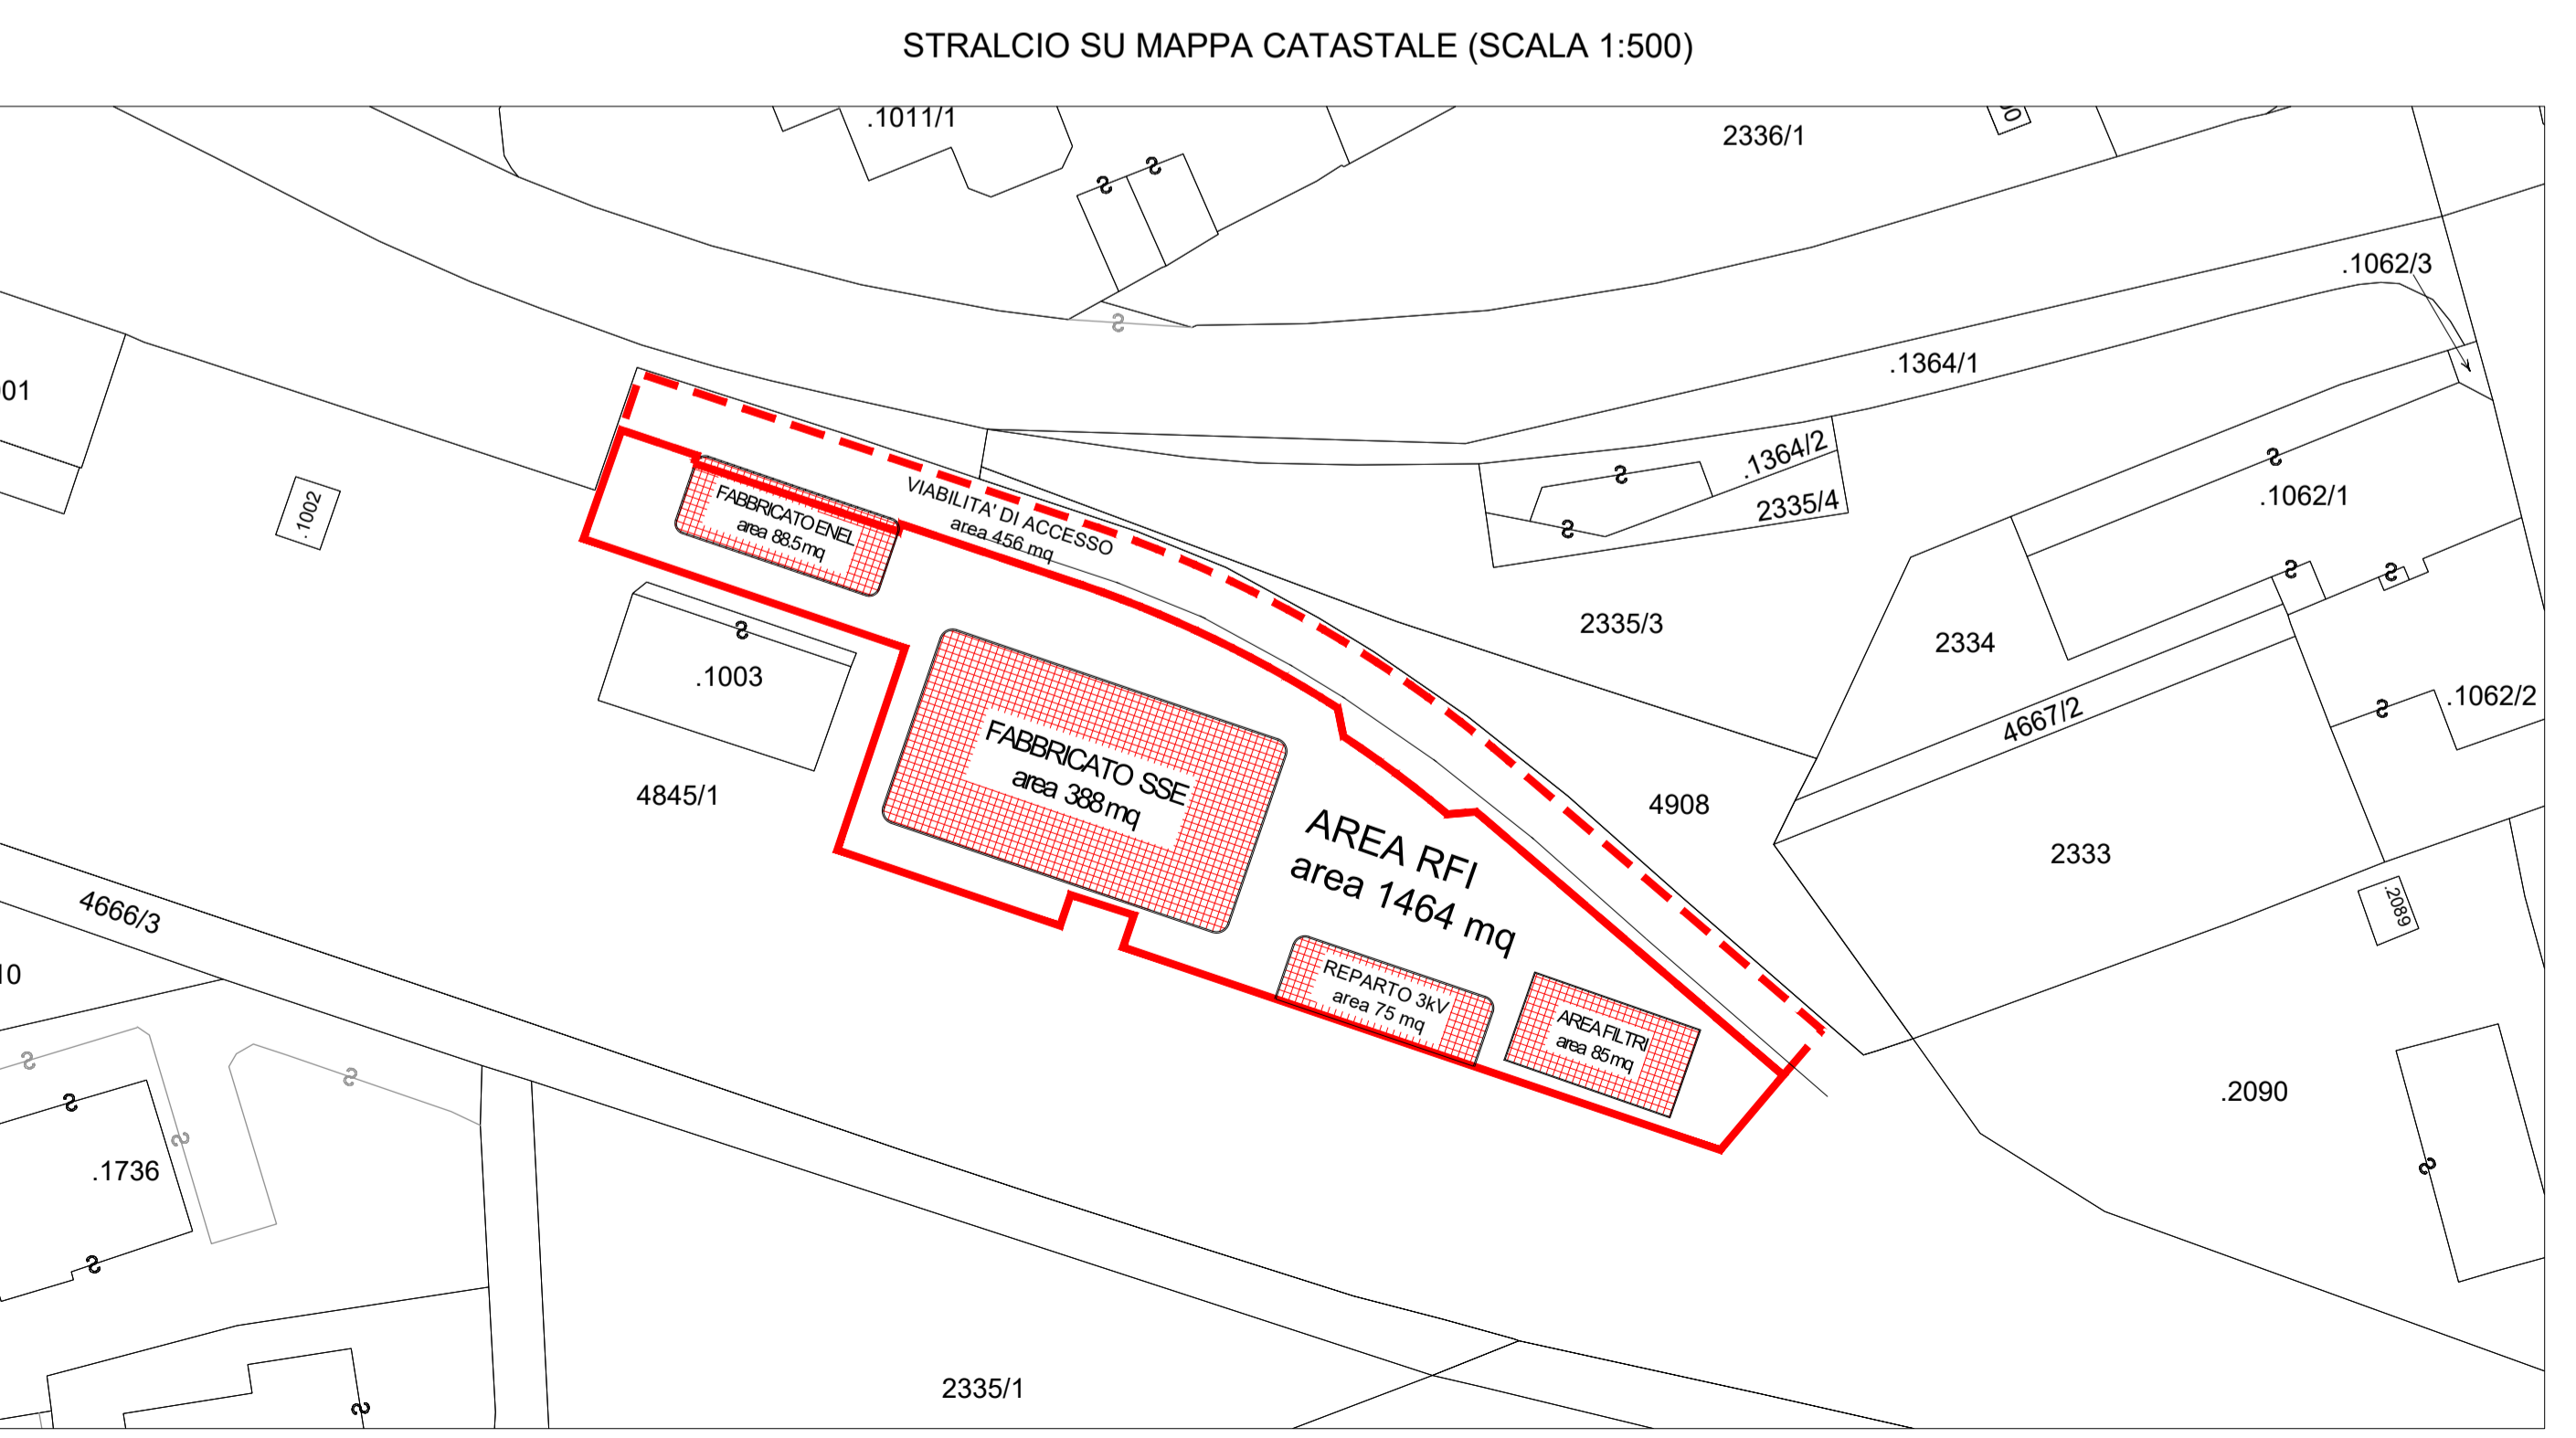 STRALCIO SU MAPPA CATASTALE (SCALA 1:500)
.1011/1
2336/1
.1062/3
.1364/1
.1364/2
2335/4
.1062/1
.1002
FABBRICATO ENEL
area 88.5 mq
VIABILITA' DI ACCESSO
area 456 mq
2335/3
2334
.1003
.1062/2
4667/2
FABBRICATO SSE
area 388 mq
4845/1
4908
AREA RFI
area 1464 mq
2333
4666/3
.2089
REPARTO 3kV
area 75 mq
AREA FILTRI
area 85 mq
.2090
.1736
2335/1